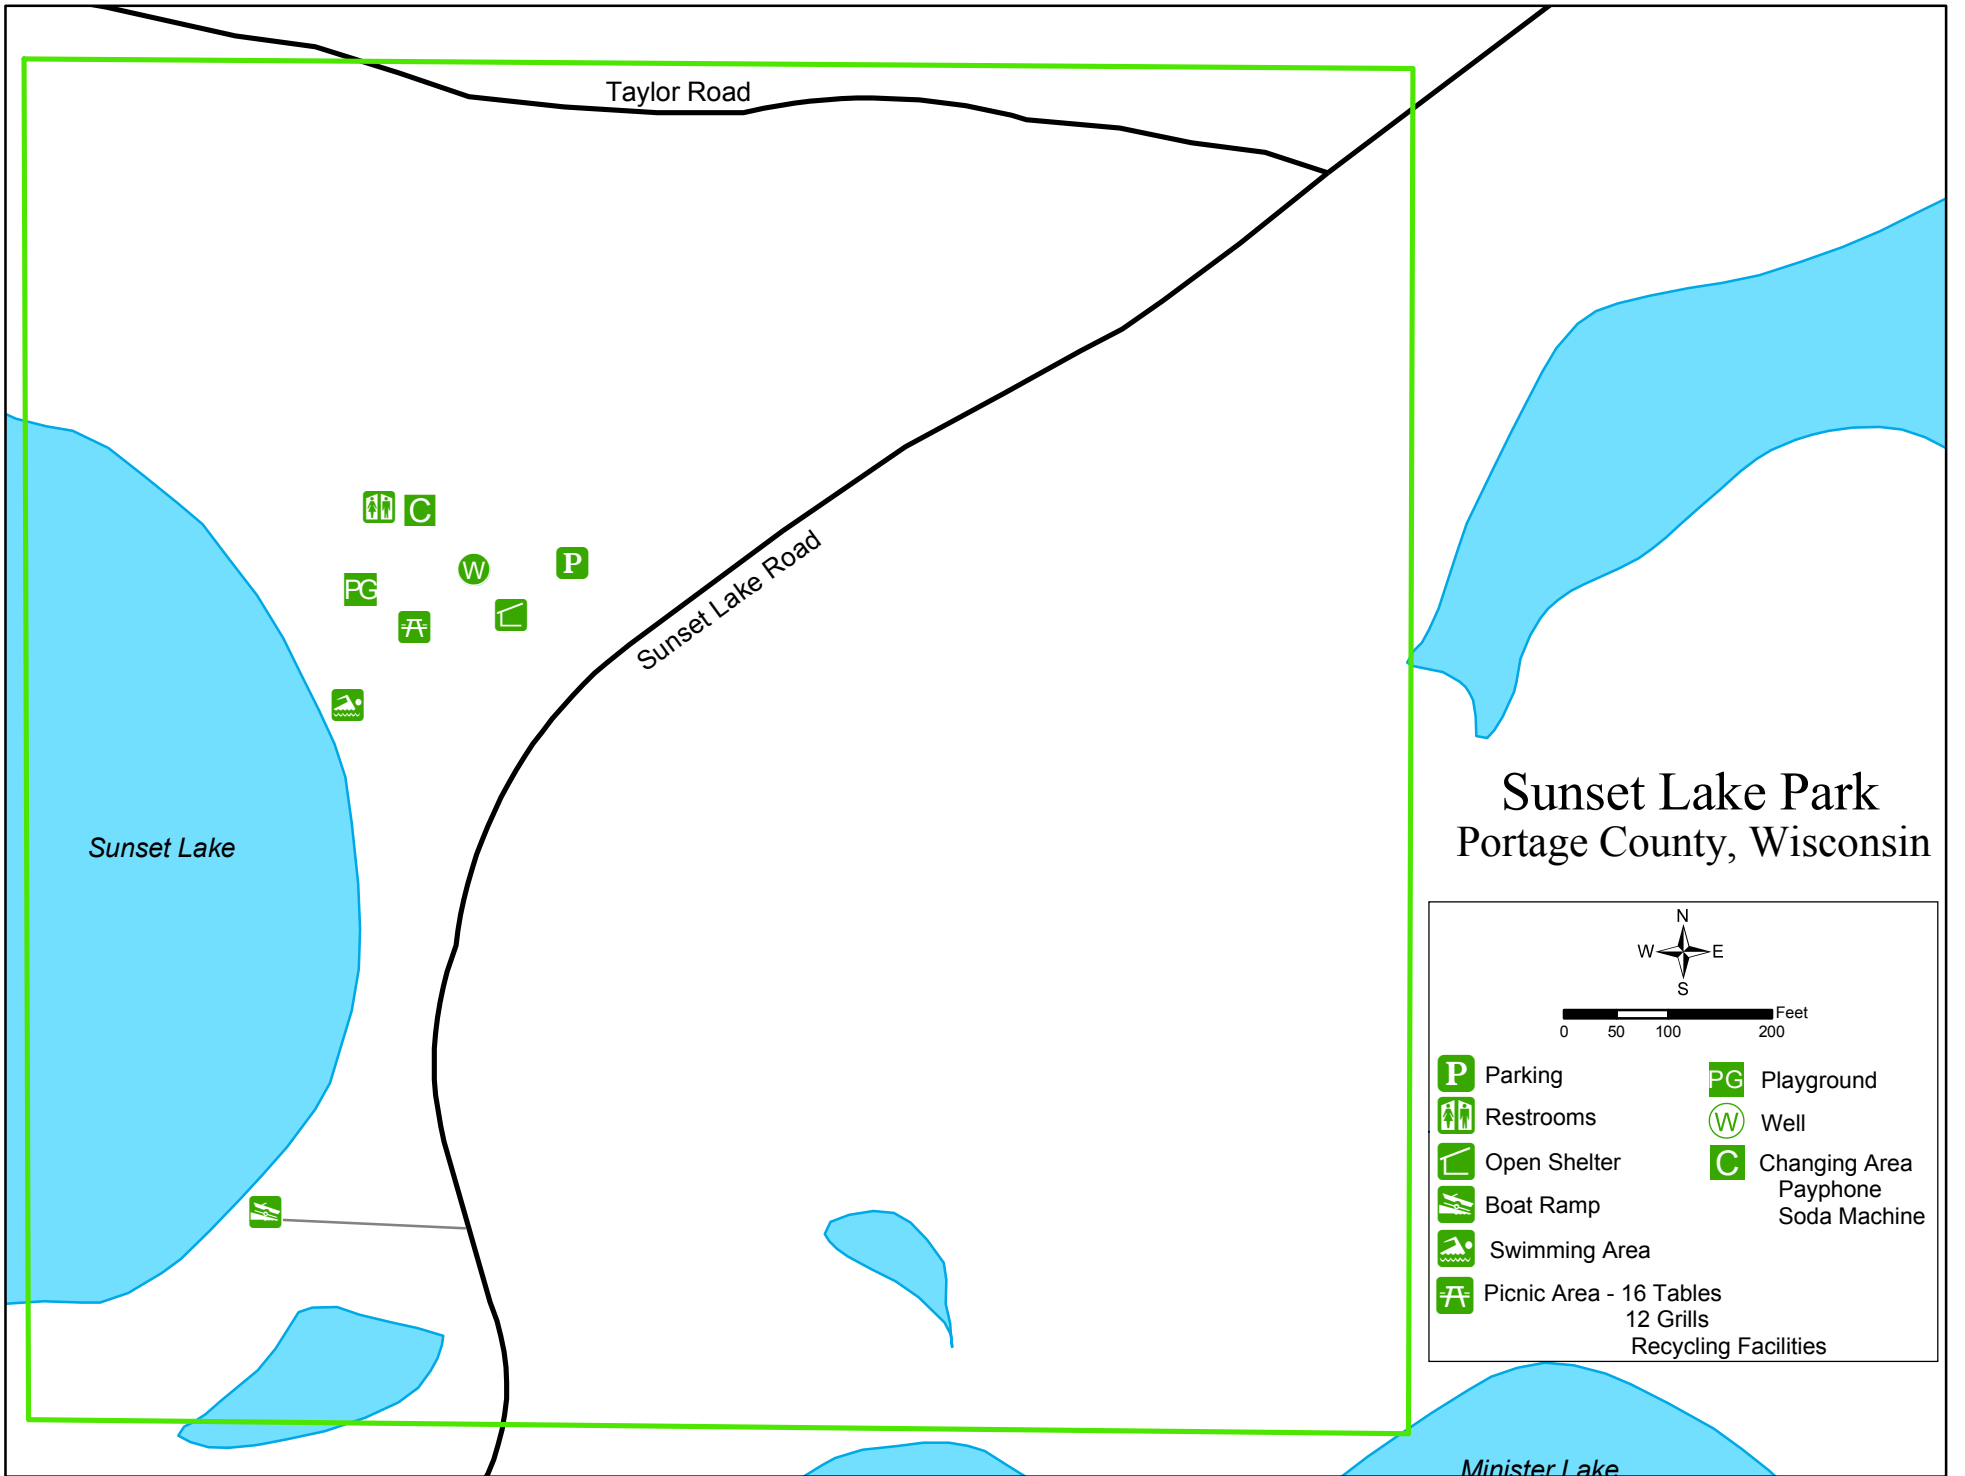 Taylor Road
C
W
P
PG
Sunset Lake Road
Sunset Lake
Sunset Lake Park
Portage County, Wisconsin
N
W E
S
Feet
0 50 100 200
P Parking
Restrooms
Open Shelter
Boat Ramp
Swimming Area
Picnic Area - 16 Tables
12 Grills
Recycling Facilities
PG Playground
W Well
C Changing Area
Payphone
Soda Machine
Minister Lake